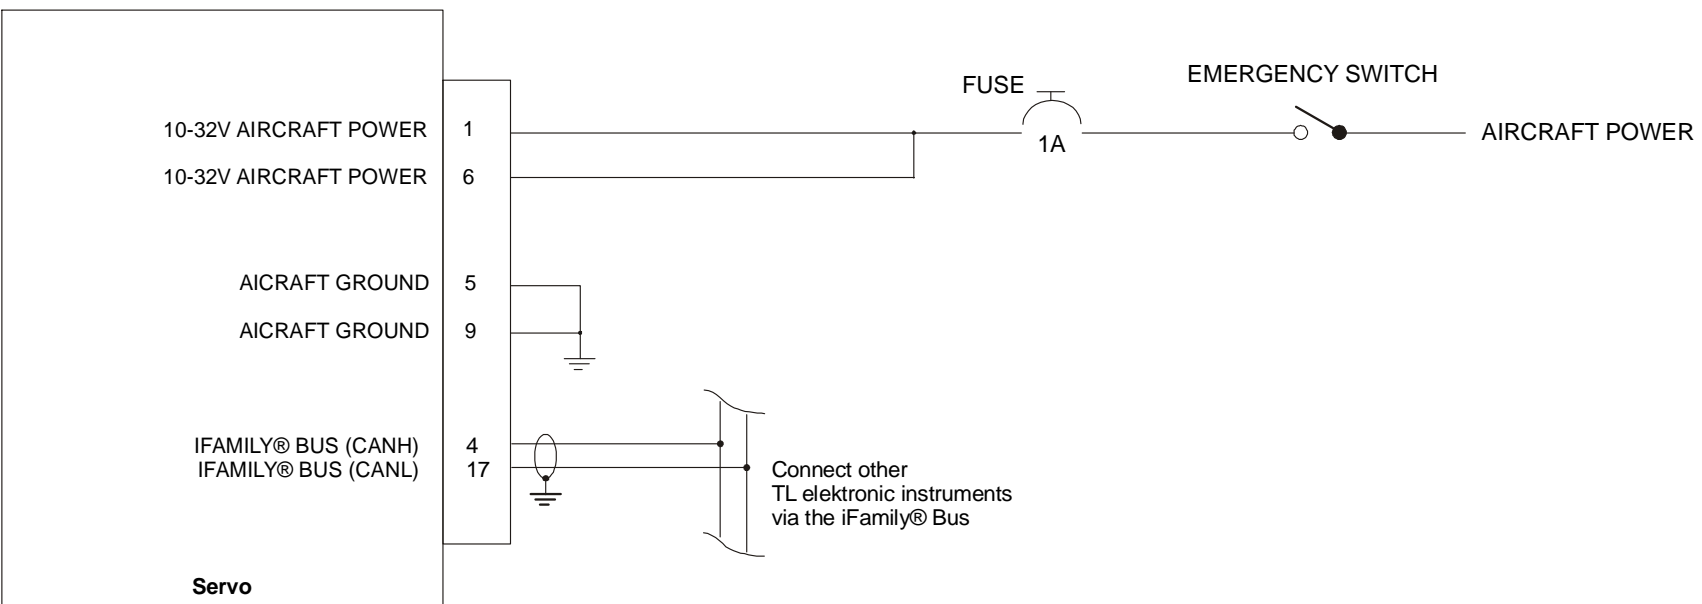 FUSE
EMERGENCY SWITCH
10-32V AIRCRAFT POWER 1
1A
AIRCRAFT POWER
10-32V AIRCRAFT POWER 6
AICRAFT GROUND 5
AICRAFT GROUND 9
IFAMILY® BUS (CANH) 4
IFAMILY® BUS (CANL) 17
Connect other
TL elektronic instruments
via the iFamily® Bus
Servo